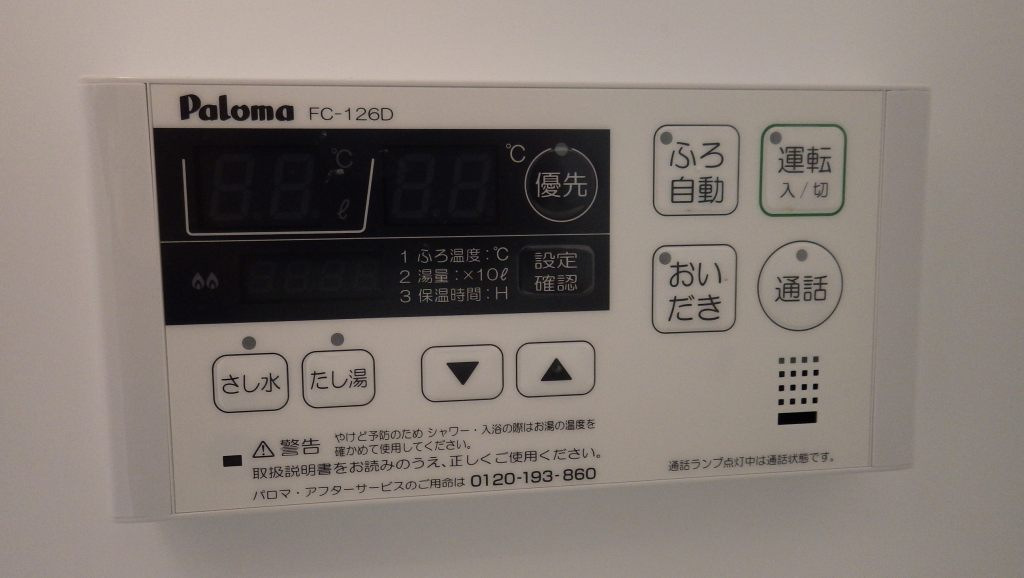 Paloma FC-126D
℃
ℓ
℃
優先
1 ふろ温度:℃
2 湯量:×10ℓ
3 保温時間:H
設定
確認
ふろ
自動
運転
入/切
おい
だき
通話
さし水
たし湯
▼
▲
⚠警告 やけど予防のため シャワー・入浴の際はお湯の温度を
確かめて使用してください。
取扱説明書をお読みのうえ、正しくご使用ください。
パロマ・アフターサービスのご用命は 0120-193-860
通話ランプ点灯中は通話状態です。